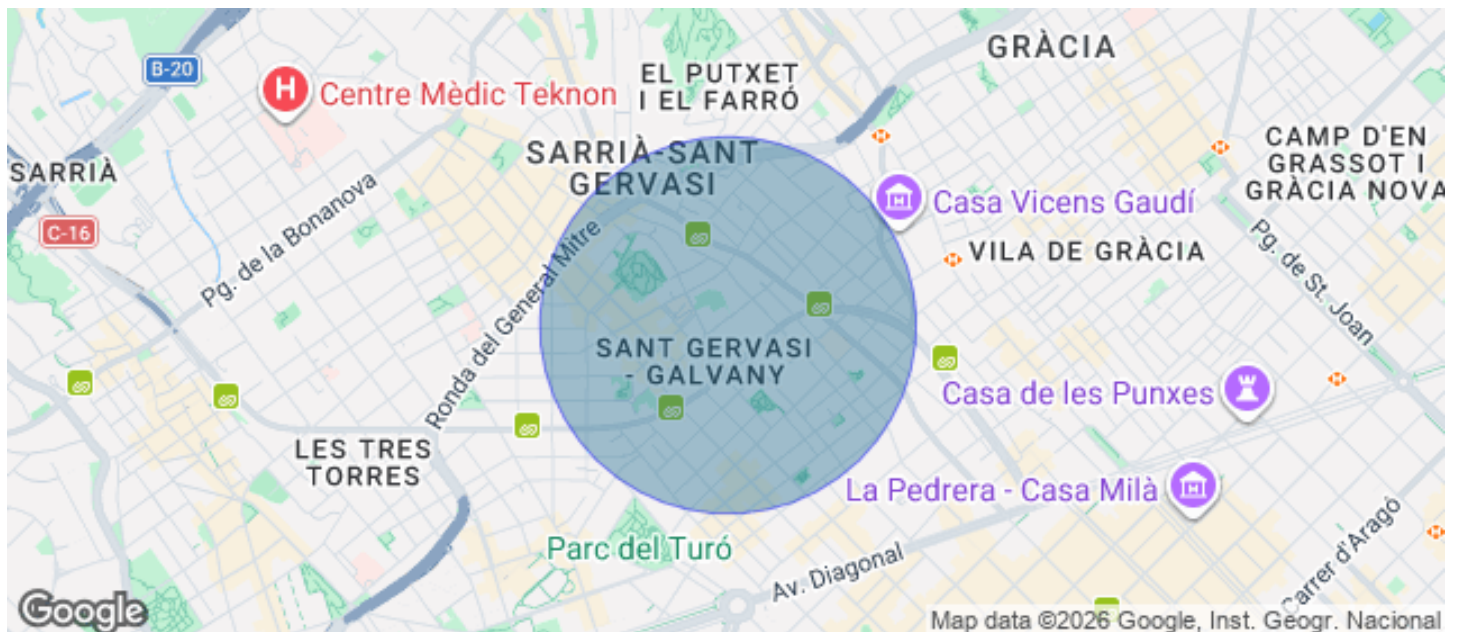 GRÀCIA
B-20
EL PUTXET
I EL FARRÓ
Centre Mèdic Teknon
CAMP D'EN
GRASSOT I
GRÀCIA NOVA
SARRIÀ
SARRIÀ-SANT
GERVASI
Casa Vicens Gaudí
C-16
Pg. de la Bonanova
VILA DE GRÀCIA
Pg. de St. Joan
Ronda del General Mitre
SANT GERVASI
- GALVANY
Casa de les Punxes
LES TRES
TORRES
La Pedrera - Casa Milà
Parc del Turó
Av. Diagonal
Carrer d'Aragó
Google
Map data ©2026 Google, Inst. Geogr. Nacional